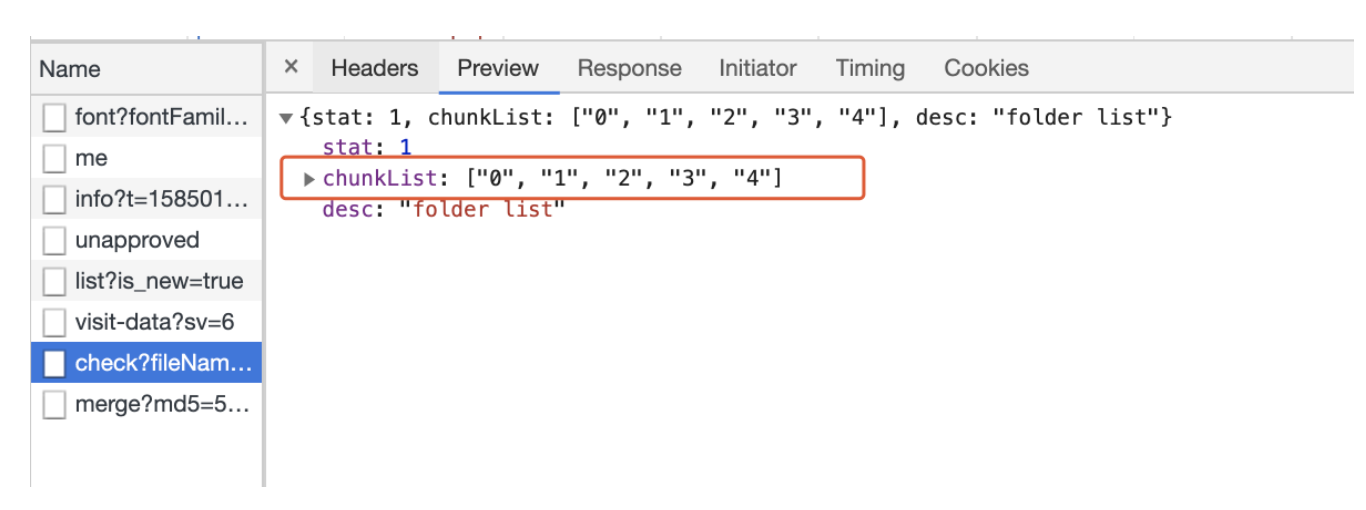 Name
× Headers Preview Response Initiator Timing Cookies
font?fontFamil...
me
info?t=158501...
unapproved
list?is_new=true
visit-data?sv=6
check?fileNam...
merge?md5=5...
▼{stat: 1, chunkList: ["0", "1", "2", "3", "4"], desc: "folder list"}
stat: 1
▶chunkList: ["0", "1", "2", "3", "4"]
desc: "folder list"